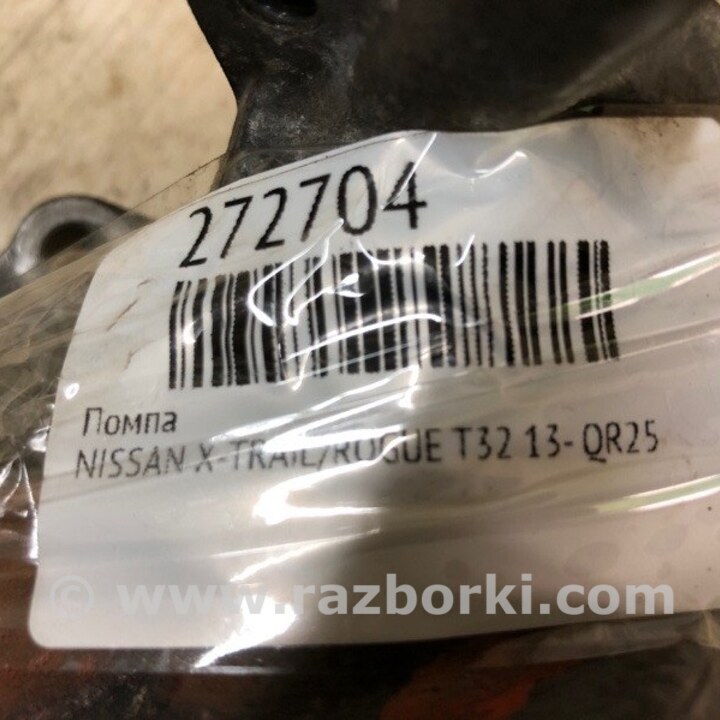 272704
Помпа
NISSAN X-TRAIL/ROGUE T32 13- QR25
© www.razborki.com